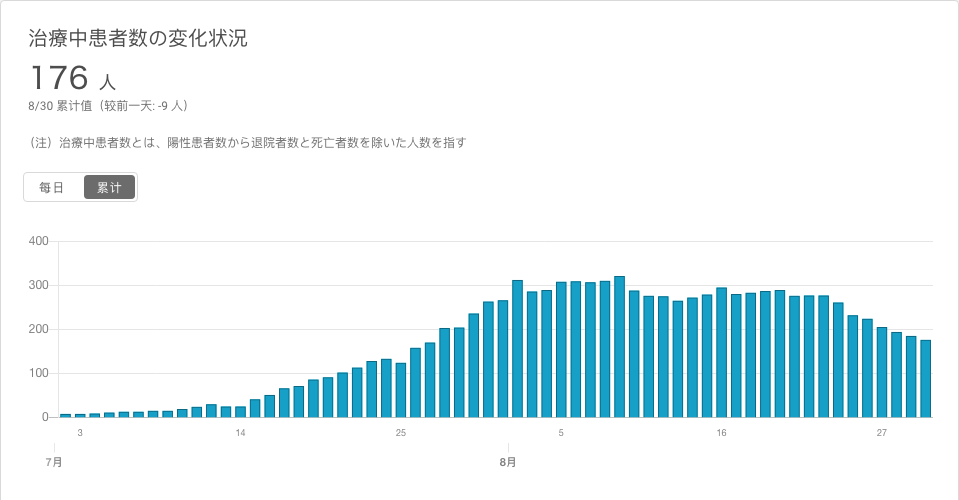 治療中患者数の変化状況
176 人
8/30 累计值（较前一天: -9 人）
（注）治療中患者数とは、陽性患者数から退院者数と死亡者数を除いた人数を指す
每日 累计
400
300
200
100
0
3 14 25 5 16 27
7月 8月